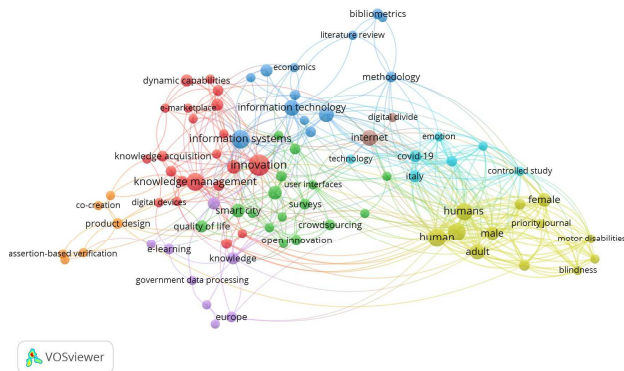 bibliometrics
literature review
economics
methodology
dynamic capabilities
e-marketplace
information technology
digital divide
information systems
internet
emotion
knowledge acquisition
innovation
technology
covid-19
controlled study
italy
knowledge management
user interfaces
digital devices
co-creation
smart city
surveys
humans
female
product design
quality of life
crowdsourcing
priority journal
open innovation
human
male
motor disabilities
assertion-based verification
e-learning
knowledge
adult
blindness
government data processing
europe
VOSviewer